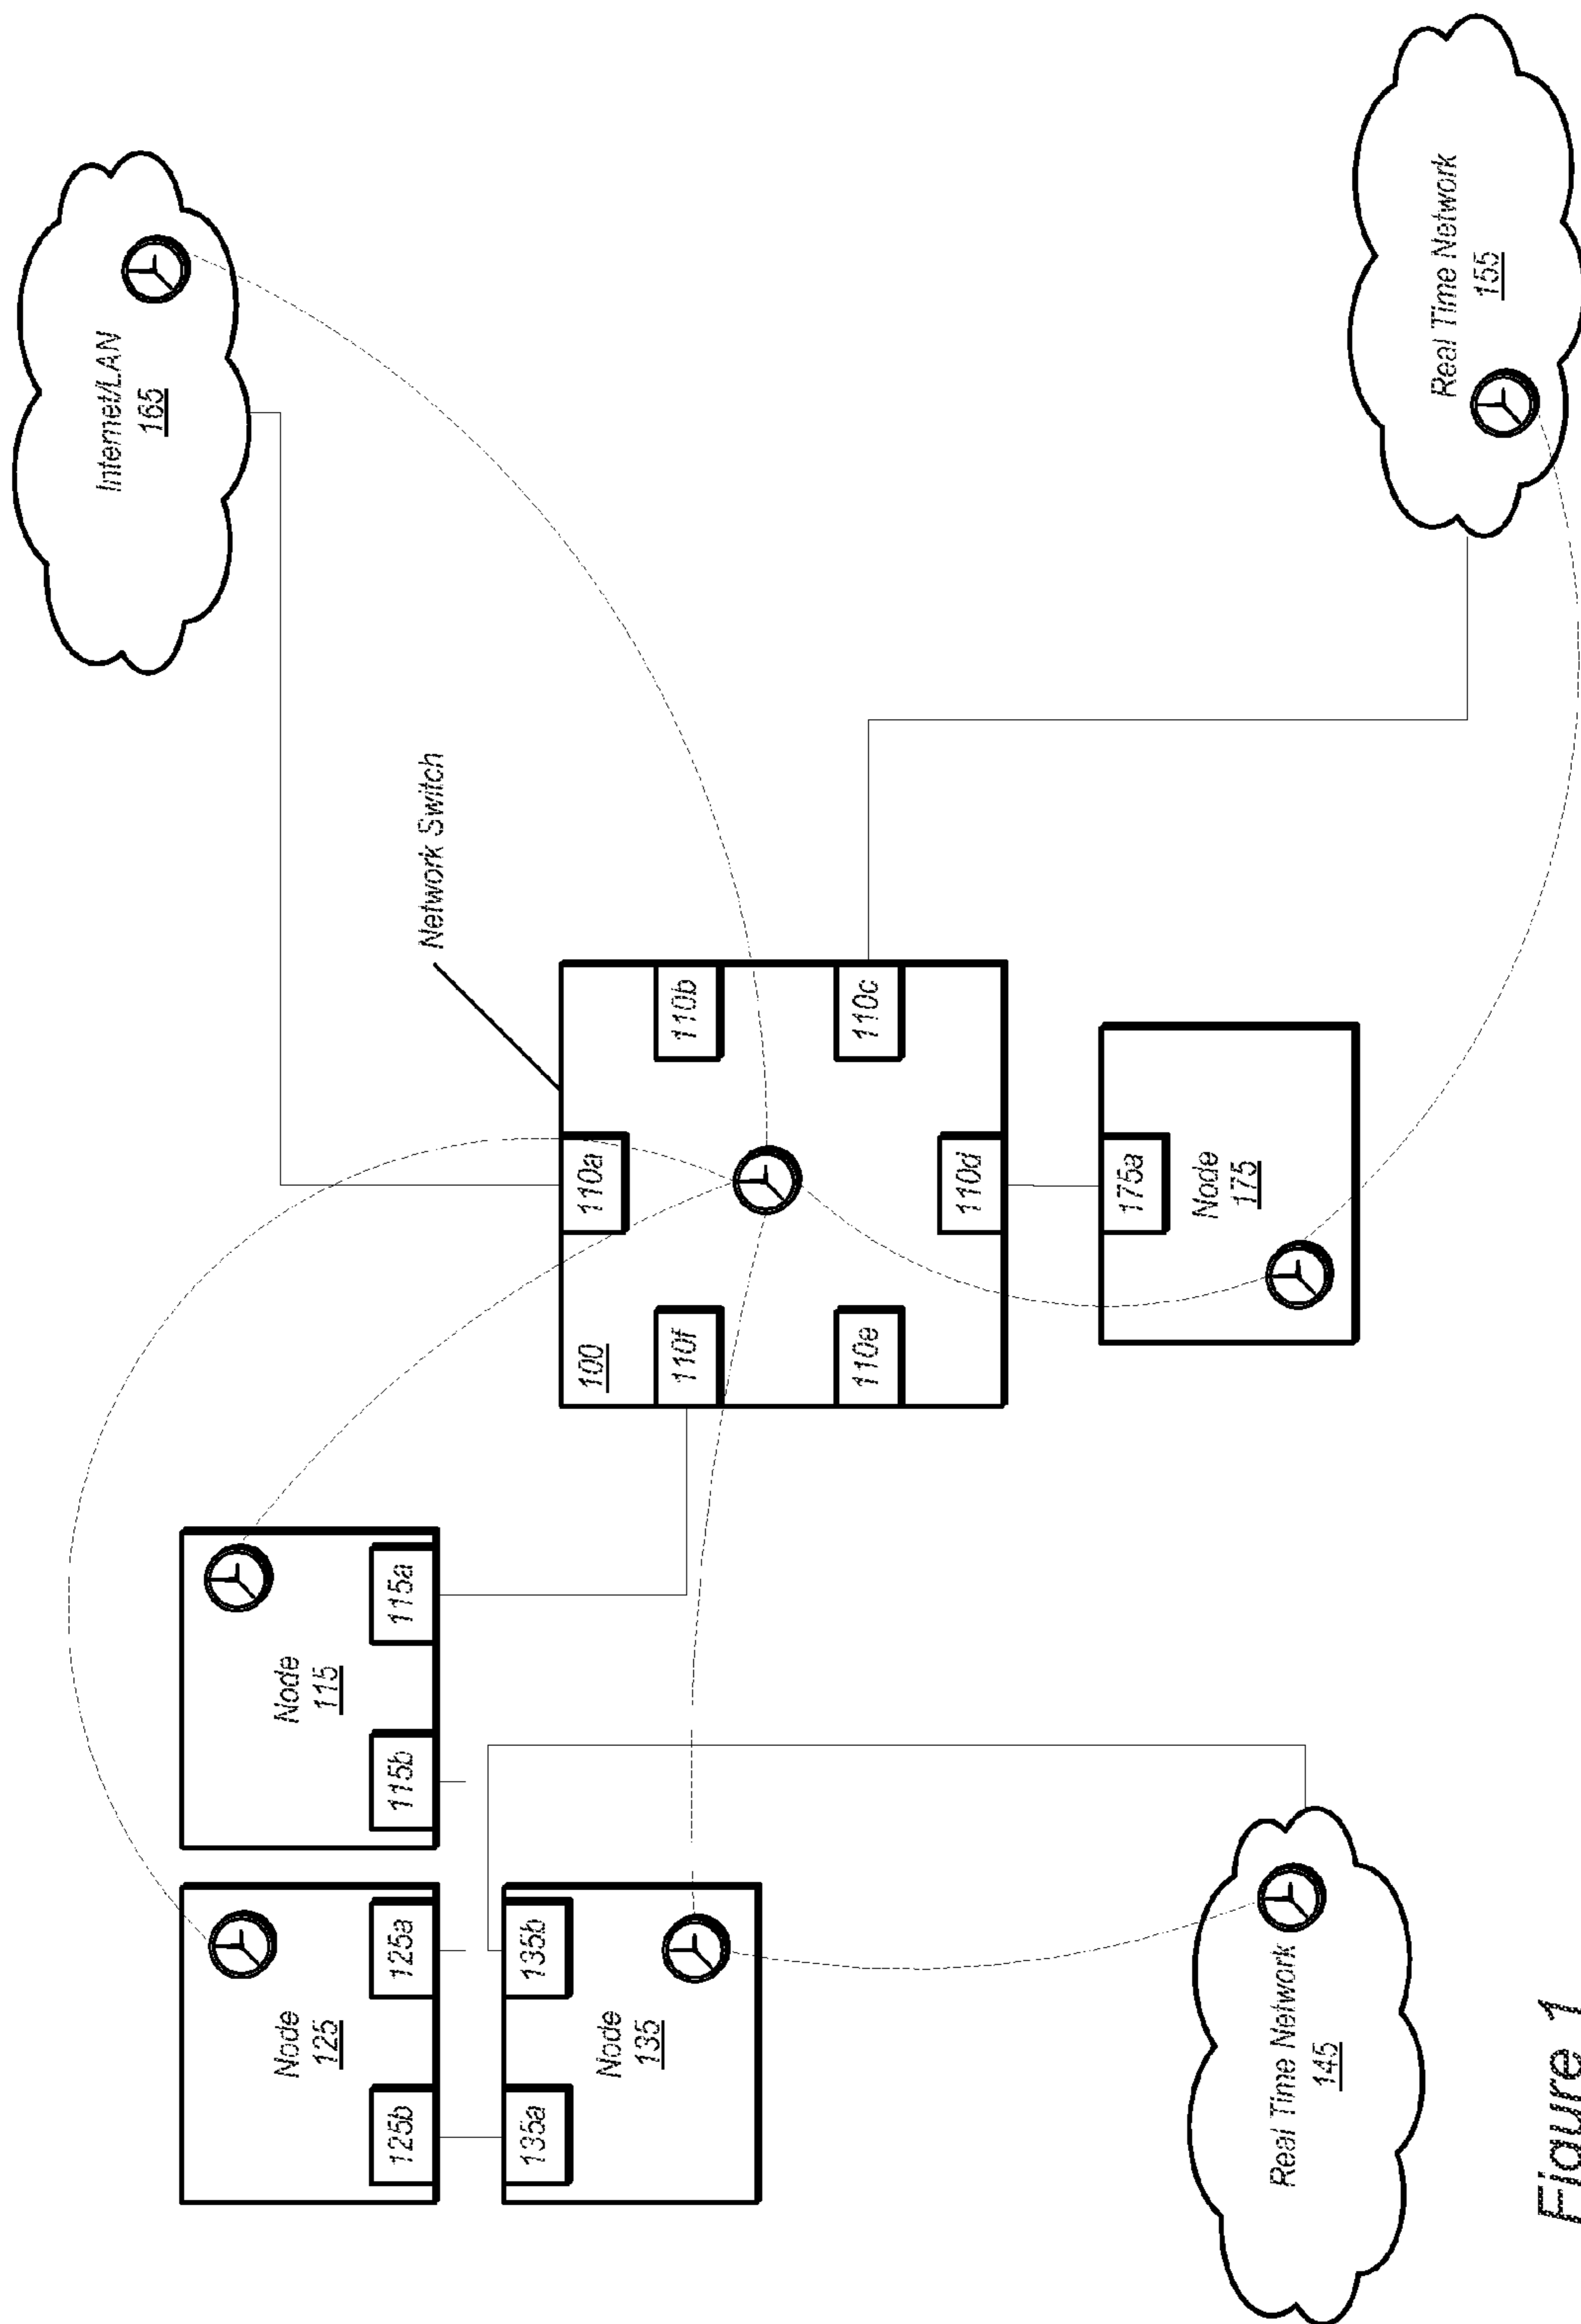 Internet/LAN
165
Node
125
Node
115
125b
125a
115b
115a
Network Switch
135a
135b
Node
135
100
110a
110f
110b
110e
110c
110d
175a
Node
175
Real Time Network
145
Real Time Network
155
Figure 1